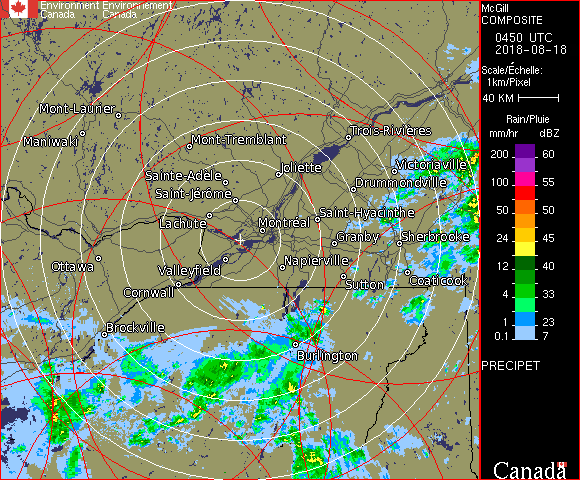 Environment Environnement
Canada Canada
McGill
COMPOSITE
0450 UTC
2018-08-18
Scale/Échelle:
1km/Pixel
40 KM
Rain/Pluie
mm/hr dBZ
200 60
150 57
100 55
50 50
24 45
12 40
4 33
1 23
0.1 7
PRECIPET
Canada
Mont-Laurier
Maniwaki
Mont-Tremblant
Trois-Rivières
Joliette
Victoriaville
Sainte-Adèle
Drummondville
Saint-Jérôme
Saint-Hyacinthe
Lachute
Montréal
Granby
Sherbrooke
Ottawa
Valleyfield
Napierville
Cornwall
Sutton
Coaticook
Brockville
Burlington